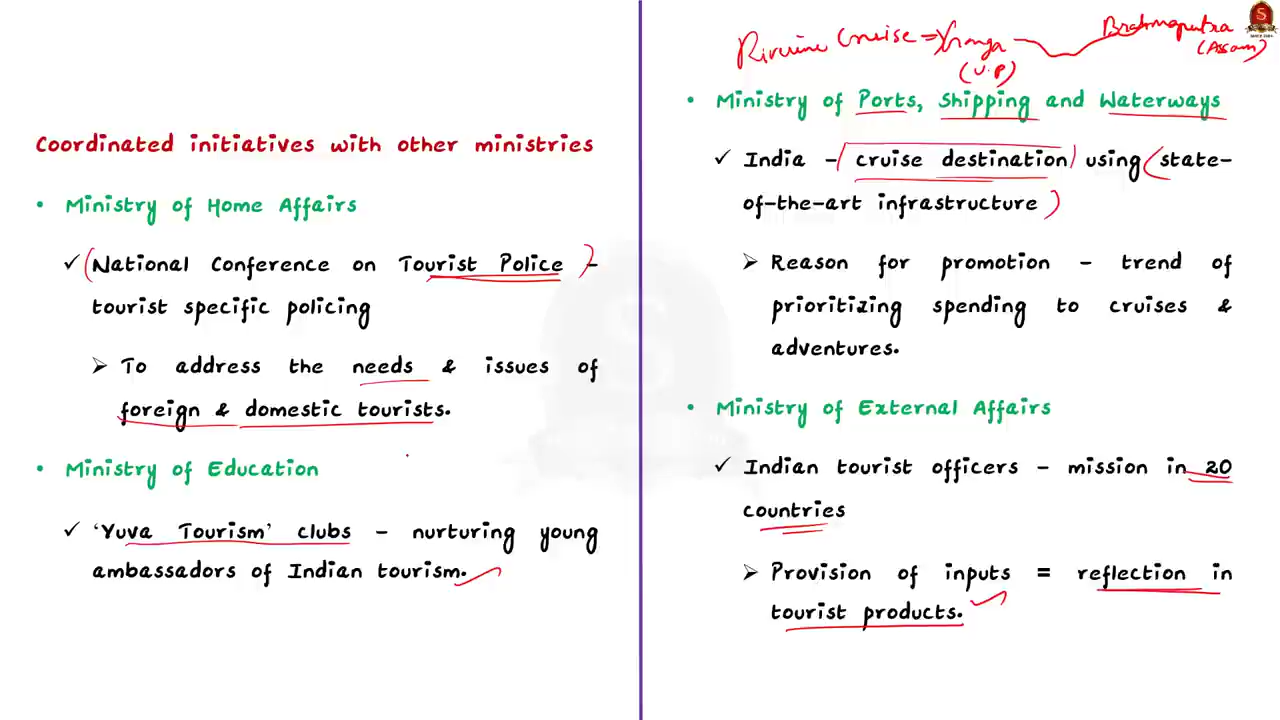 Coordinated initiatives with other ministries
• Ministry of Home Affairs
✓ National Conference on Tourist Police –
tourist specific policing
➢ To address the needs & issues of
foreign & domestic tourists.
• Ministry of Education
✓ ‘Yuva Tourism’ clubs – nurturing young
ambassadors of Indian tourism.
Riverine Cruise ⇒ Ganga Brahmaputra
(U.P) (Assam)
• Ministry of Ports, Shipping and Waterways
✓ India – (cruise destination) using (state-
of-the-art infrastructure)
➢ Reason for promotion – trend of
prioritizing spending to cruises &
adventures.
• Ministry of External Affairs
✓ Indian tourist officers – mission in 20
countries
➢ Provision of inputs = reflection in
tourist products.